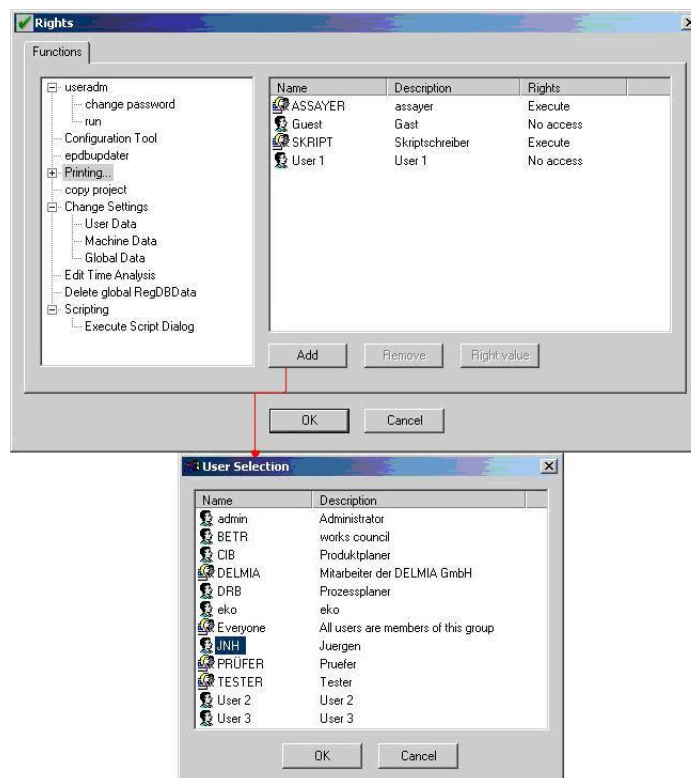 Rights
Functions
useradm
change password
run
Configuration Tool
epdbupdater
Printing...
copy project
Change Settings
User Data
Machine Data
Global Data
Edit Time Analysis
Delete global RegDBData
Scripting
Execute Script Dialog
Name Description Rights
ASSAYER assayer Execute
Guest Gast No access
SKRIPT Skriptschreiber Execute
User 1 User 1 No access
Add Remove Right value
OK Cancel
User Selection
Name Description
admin Administrator
BETR works council
CIB Produktplaner
DELMIA Mitarbeiter der DELMIA GmbH
DRB Prozessplaner
eko eko
Everyone All users are members of this group
JNH Juergen
PRÜFER Pruefer
TESTER Tester
User 2 User 2
User 3 User 3
OK Cancel